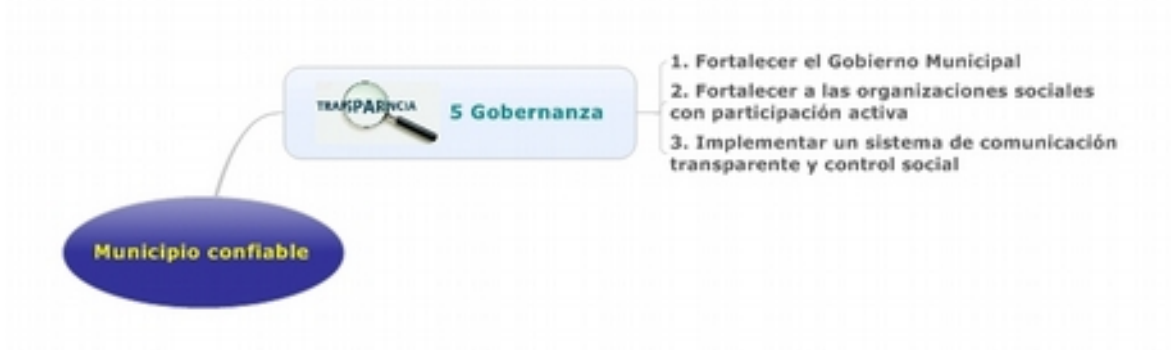 TRANSPARENCIA
5 Gobernanza
1. Fortalecer el Gobierno Municipal
2. Fortalecer a las organizaciones sociales
con participación activa
3. Implementar un sistema de comunicación
transparente y control social
Municipio confiable